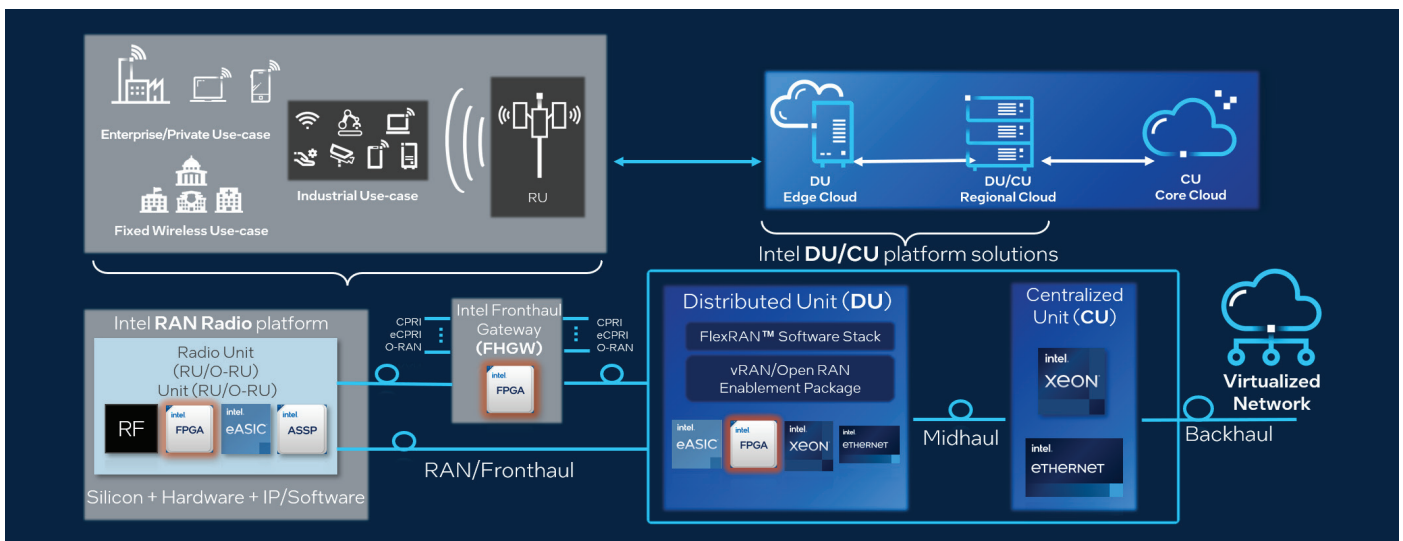 Enterprise/Private Use-case
Fixed Wireless Use-case
Industrial Use-case
RU
DU
Edge Cloud
DU/CU
Regional Cloud
CU
Core Cloud
Intel DU/CU platform solutions
Intel RAN Radio platform
Radio Unit
(RU/O-RU)
Unit (RU/O-RU)
RF
intel
FPGA
intel.
eASIC
intel
ASSP
Silicon + Hardware + IP/Software
CPRI
eCPRI
O-RAN
Intel Fronthaul
Gateway
(FHGW)
intel
FPGA
CPRI
eCPRI
O-RAN
RAN/Fronthaul
Distributed Unit (DU)
FlexRAN™ Software Stack
vRAN/Open RAN
Enablement Package
intel.
eASIC
intel
FPGA
intel.
xeon
intel.
eTHERNET
Midhaul
Centralized
Unit (CU)
intel.
xeon
intel.
eTHERNET
Backhaul
Virtualized
Network